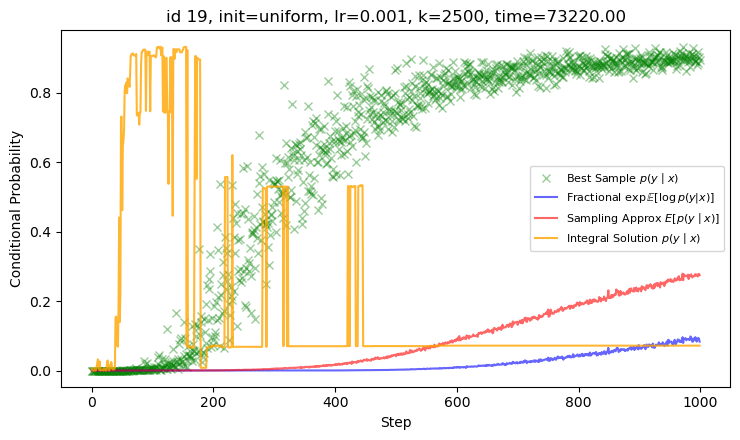 id 19, init=uniform, lr=0.001, k=2500, time=73220.00
Conditional Probability
0.8
0.6
0.4
0.2
0.0
Best Sample p(y | x)
Fractional exp 𝔼[log p(y|x)]
Sampling Approx E[p(y | x)]
Integral Solution p(y | x)
0 200 400 600 800 1000
Step